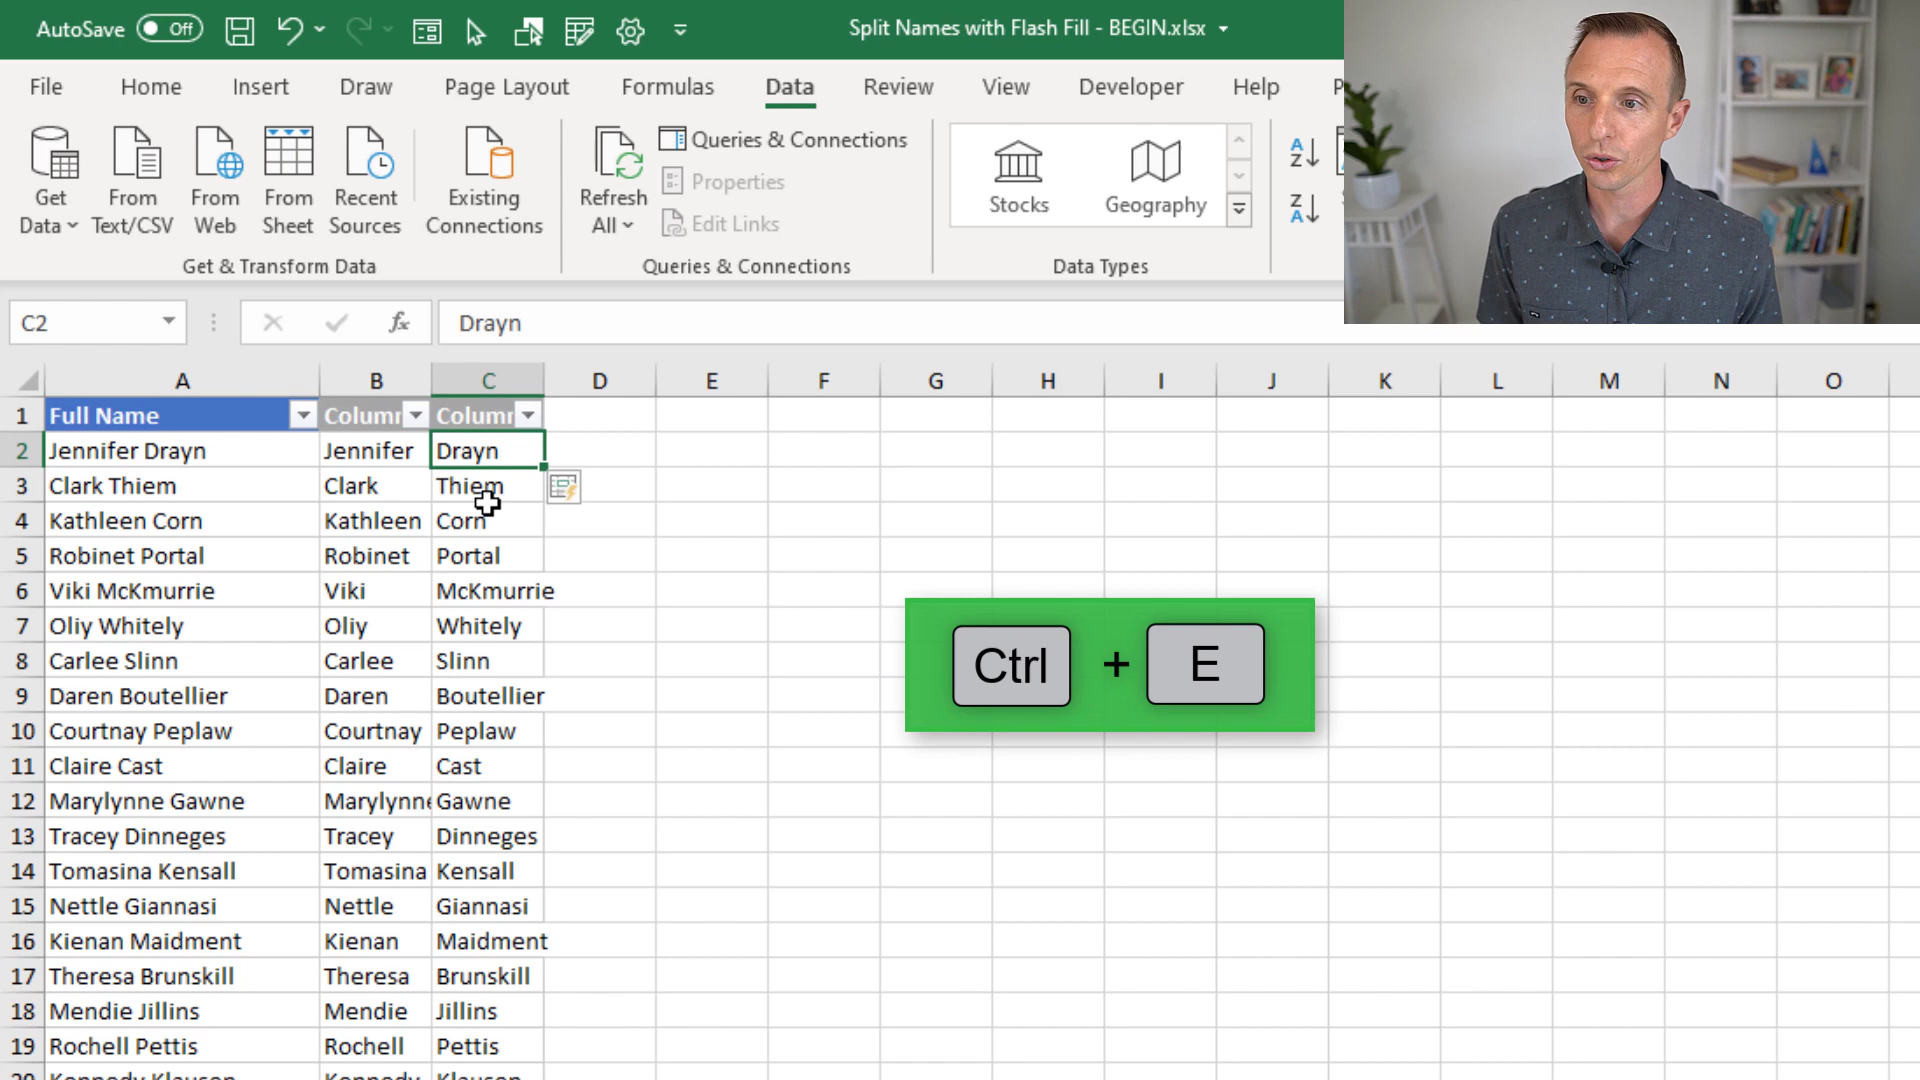 AutoSave Off Split Names with Flash Fill - BEGIN.xlsx
File Home Insert Draw Page Layout Formulas Data Review View Developer Help P
Get Data From Text/CSV From Web From Sheet Recent Sources Existing Connections Refresh All Queries & Connections Properties Edit Links Stocks Geography
A Z
Z A
Get & Transform Data Queries & Connections Data Types
C2 fx Drayn
A B C D E F G H I J K L M N O
1 Full Name Column Column
2 Jennifer Drayn Jennifer Drayn
3 Clark Thiem Clark Thiem
4 Kathleen Corn Kathleen Corn
5 Robinet Portal Robinet Portal
6 Viki McKmurrie Viki McKmurrie
7 Oliy Whitely Oliy Whitely
8 Carlee Slinn Carlee Slinn
9 Daren Boutellier Daren Boutellier
10 Courtnay Peplaw Courtnay Peplaw
11 Claire Cast Claire Cast
12 Marylynne Gawne Marylynne Gawne
13 Tracey Dinneges Tracey Dinneges
14 Tomasina Kensall Tomasina Kensall
15 Nettle Giannasi Nettle Giannasi
16 Kienan Maidment Kienan Maidment
17 Theresa Brunskill Theresa Brunskill
18 Mendie Jillins Mendie Jillins
19 Rochell Pettis Rochell Pettis
Ctrl + E